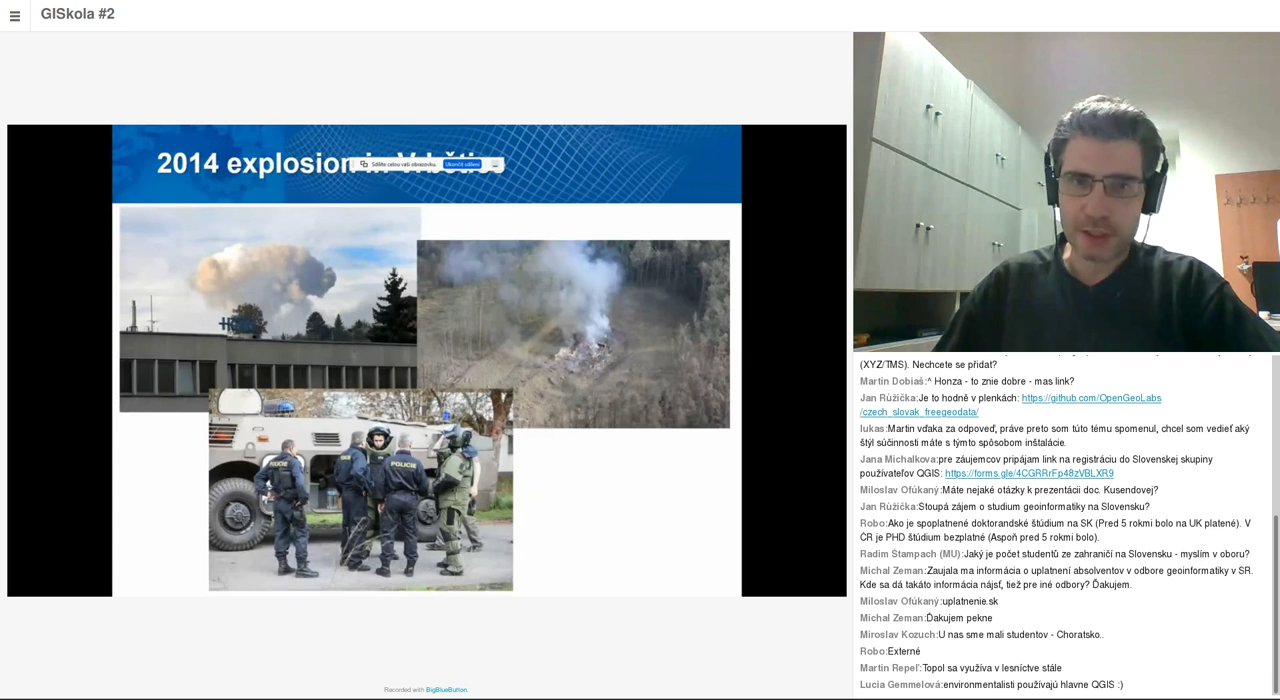 GISkola #2
2014 explosion in Vrbětice
Sdílíte celou vaši obrazovku.
Ukončit sdílení
POLICIE
POLICIE
(XYZ/TMS). Nechcete se přidat?
Martin Dobiaš:^ Honza - to znie dobre - mas link?
Jan Růžička:Je to hodně v plenkách: https://github.com/OpenGeoLabs
/czech_slovak_freegeodata/
lukas:Martin vďaka za odpoveď, práve preto som túto tému spomenul, chcel som vedieť aký
štýl súčinnosti máte s týmto spôsobom inštalácie.
Jana Michalkova:pre záujemcov pripájam link na registráciu do Slovenskej skupiny
používateľov QGIS: https://forms.gle/4CGRRrFp48zVBLXR9
Miloslav Ofúkaný:Máte nejaké otázky k prezentácii doc. Kusendovej?
Jan Růžička:Stoupá zájem o studium geoinformatiky na Slovensku?
Robo:Ako je spoplatnené doktorandské štúdium na SK (Pred 5 rokmi bolo na UK platené). V
ČR je PHD štúdium bezplatné (Aspoň pred 5 rokmi bolo).
Radim Štampach (MU):Jaký je počet studentů ze zahraničí na Slovensku - myslím v oboru?
Michal Zeman:Zaujala ma informácia o uplatnení absolventov v odbore geoinformatiky v SR.
Kde sa dá takáto informácia nájsť, tiež pre iné odbory? Ďakujem.
Miloslav Ofúkaný:uplatnenie.sk
Michal Zeman:Ďakujem pekne
Miroslav Kozuch:U nas sme mali studentov - Choratsko..
Robo:Externé
Martin Repeľ:Topol sa využíva v lesníctve stále
Lucia Gemmelová:environmentalisti používajú hlavne QGIS :)
Recorded with BigBlueButton.